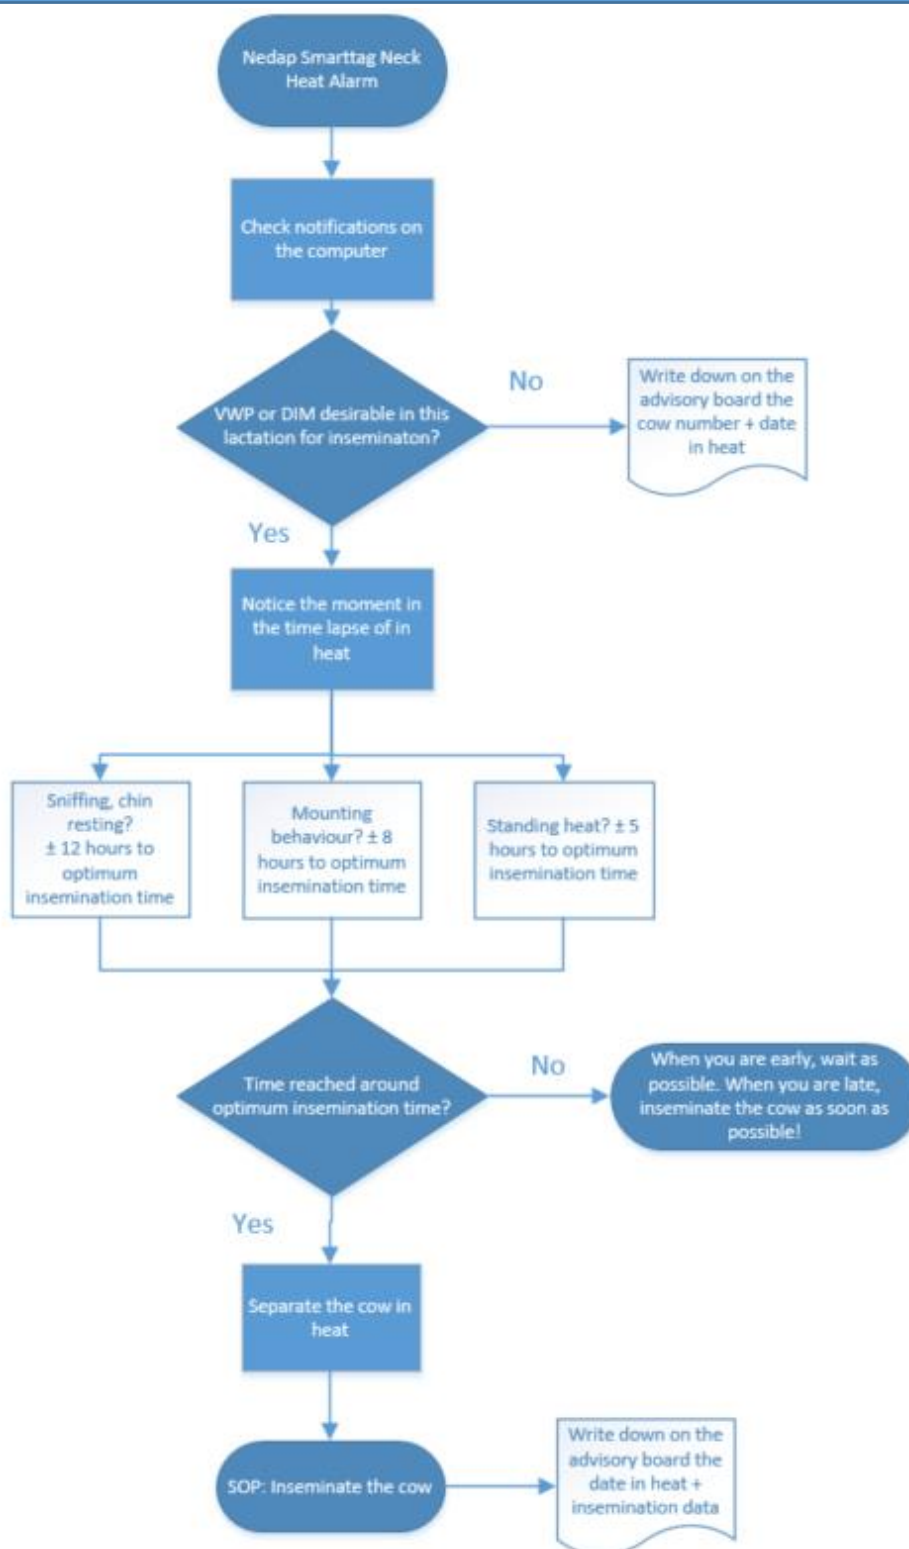 Nedap Smarttag Neck
Heat Alarm
Check notifications on
the computer
VWP or DIM desirable in this
lactation for inseminaton?
No
Write down on the
advisory board the
cow number + date
in heat
Yes
Notice the moment in
the time lapse of in
heat
Sniffing, chin
resting?
± 12 hours to
optimum
insemination time
Mounting
behaviour? ± 8
hours to optimum
insemination time
Standing heat? ± 5
hours to optimum
insemination time
Time reached around
optimum insemination time?
No
When you are early, wait as
possible. When you are late,
inseminate the cow as soon as
possible!
Yes
Separate the cow in
heat
SOP: Inseminate the cow
Write down on the
advisory board the
date in heat +
insemination data